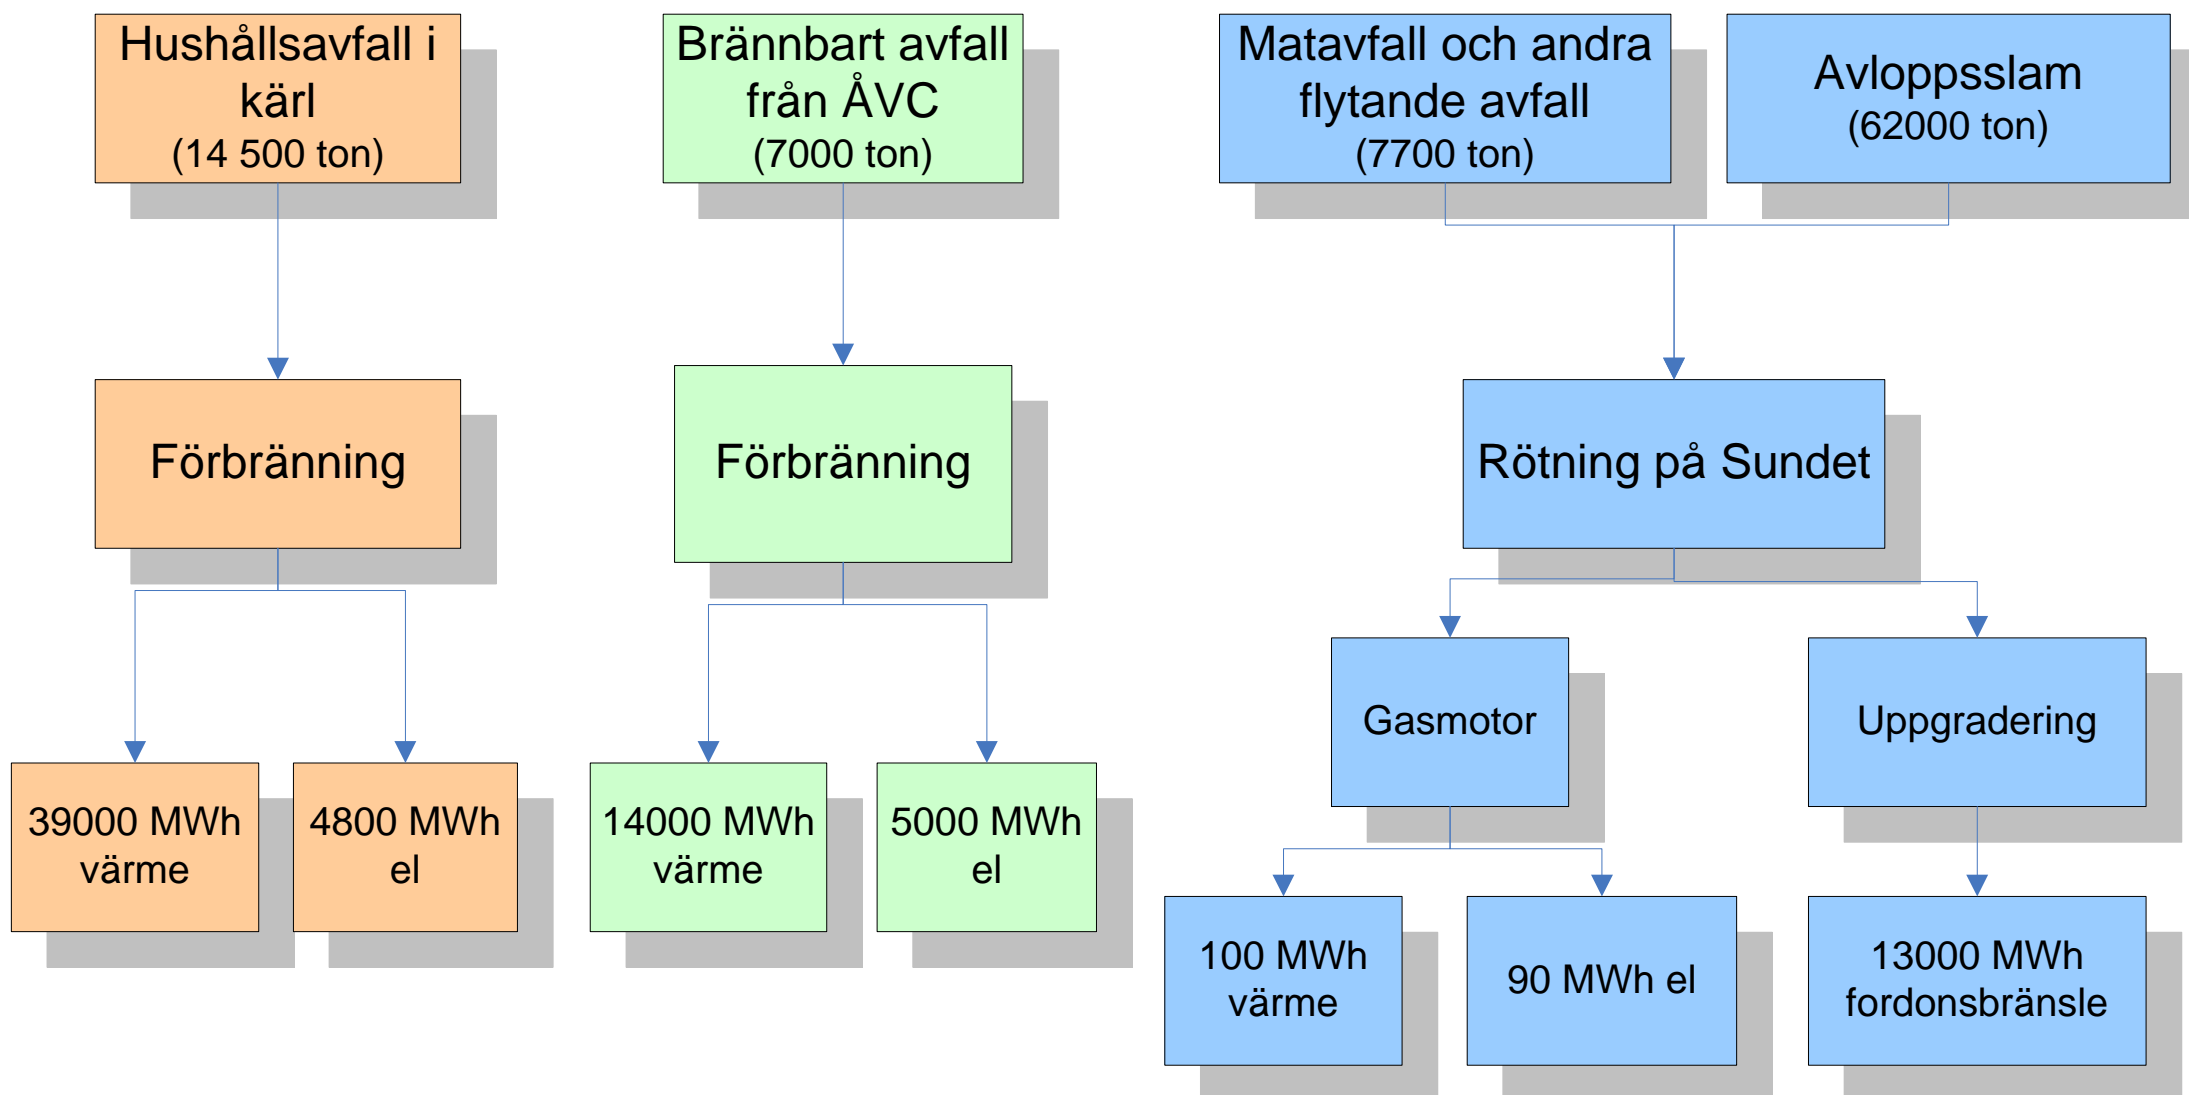 Hushållsavfall i
kärl
(14 500 ton)
Brännbart avfall
från ÅVC
(7000 ton)
Matavfall och andra
flytande avfall
(7700 ton)
Avloppsslam
(62000 ton)
Förbränning
Förbränning
Rötning på Sundet
Gasmotor
Uppgradering
39000 MWh
värme
4800 MWh
el
14000 MWh
värme
5000 MWh
el
100 MWh
värme
90 MWh el
13000 MWh
fordonsbränsle